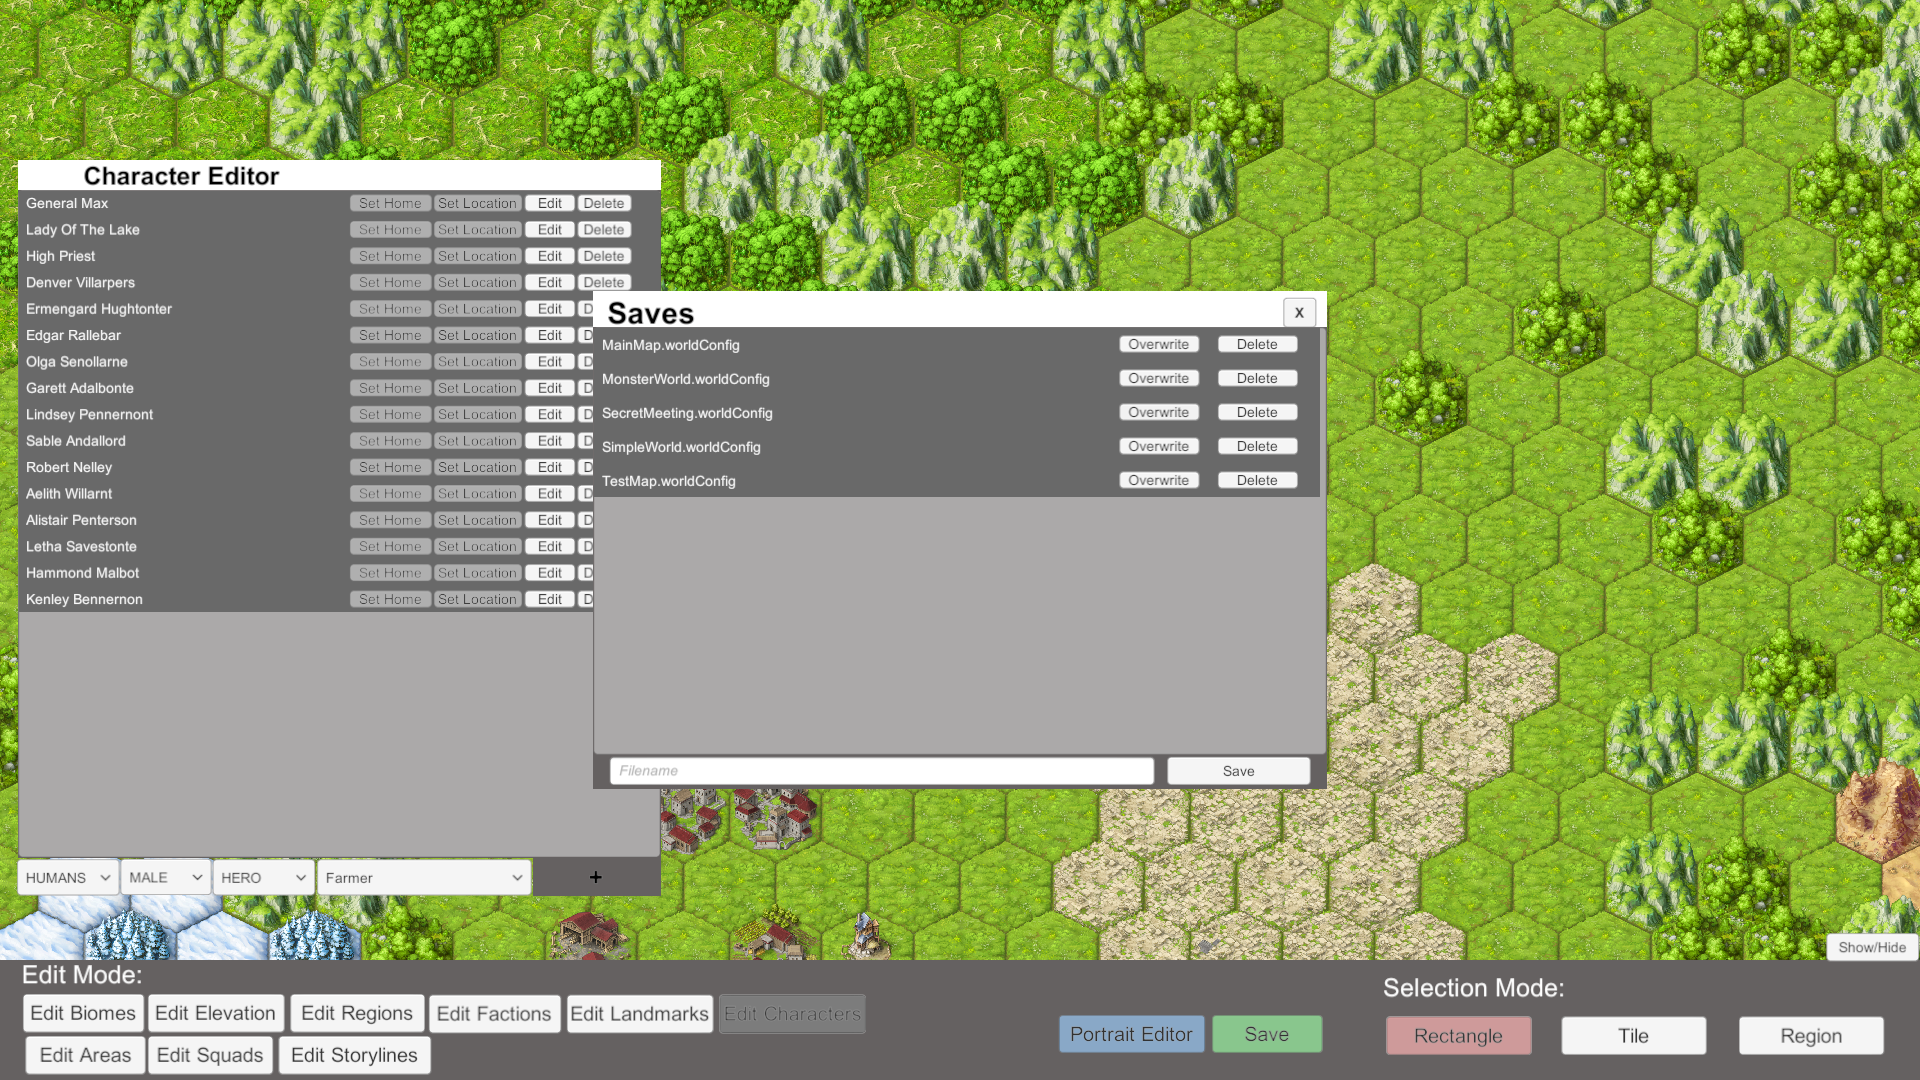 Character Editor
General Max Set Home Set Location Edit Delete
Lady Of The Lake Set Home Set Location Edit Delete
High Priest Set Home Set Location Edit Delete
Denver Villarpers Set Home Set Location Edit Delete
Ermengard Hughtonter Set Home Set Location Edit D
Edgar Rallebar Set Home Set Location Edit D
Olga Senollarne Set Home Set Location Edit D
Garett Adalbonte Set Home Set Location Edit D
Lindsey Pennernont Set Home Set Location Edit D
Sable Andallord Set Home Set Location Edit D
Robert Nelley Set Home Set Location Edit D
Aelith Willarnt Set Home Set Location Edit D
Alistair Penterson Set Home Set Location Edit D
Letha Savestonte Set Home Set Location Edit D
Hammond Malbot Set Home Set Location Edit D
Kenley Bennernon Set Home Set Location Edit D
HUMANS MALE HERO Farmer +
Saves X
MainMap.worldConfig Overwrite Delete
MonsterWorld.worldConfig Overwrite Delete
SecretMeeting.worldConfig Overwrite Delete
SimpleWorld.worldConfig Overwrite Delete
TestMap.worldConfig Overwrite Delete
Filename Save
Show/Hide
Edit Mode:
Edit Biomes Edit Elevation Edit Regions Edit Factions Edit Landmarks Edit Characters
Edit Areas Edit Squads Edit Storylines
Portrait Editor Save
Selection Mode:
Rectangle Tile Region